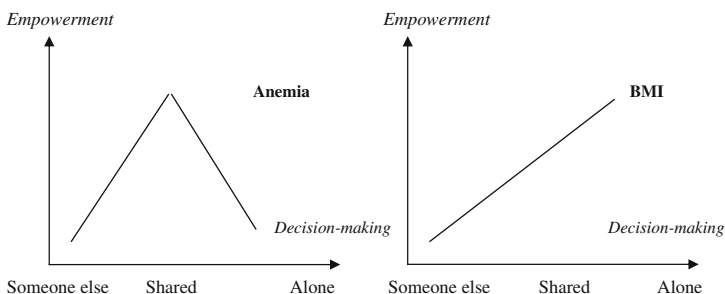 Empowerment
Anemia
Decision-making
Someone else Shared Alone
Empowerment
BMI
Decision-making
Someone else Shared Alone